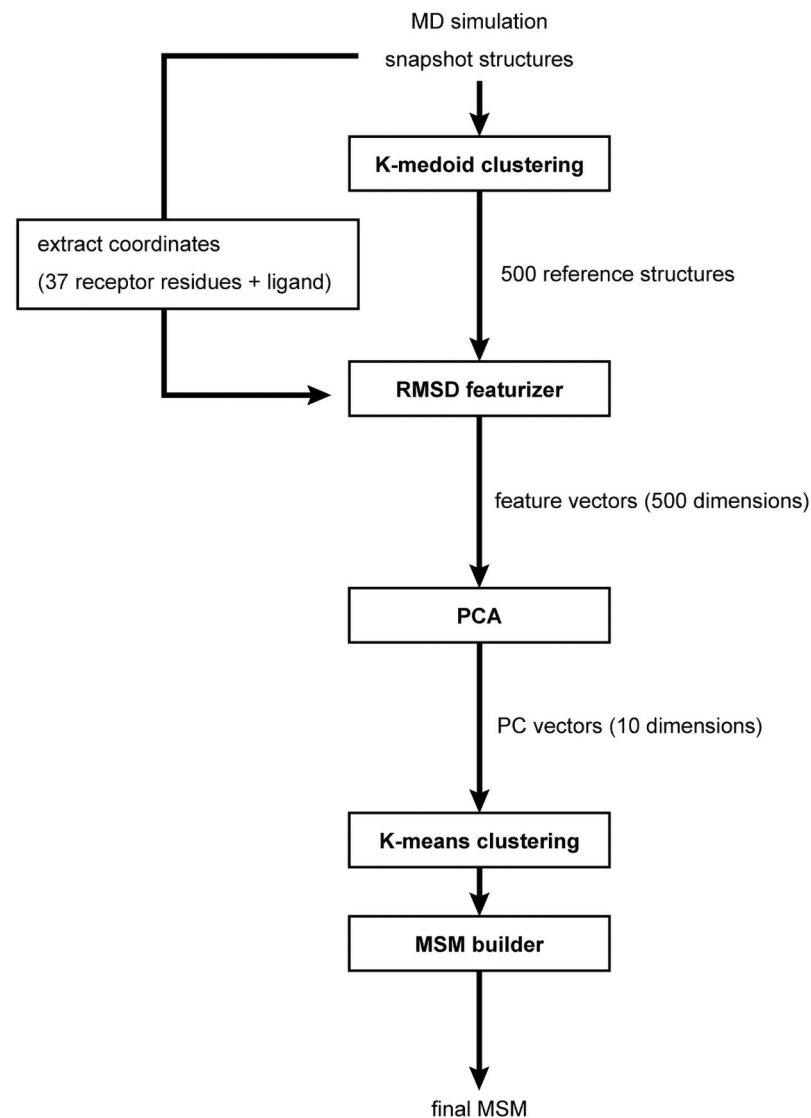 MD simulation
snapshot structures
K-medoid clustering
extract coordinates
(37 receptor residues + ligand)
500 reference structures
RMSD featurizer
feature vectors (500 dimensions)
PCA
PC vectors (10 dimensions)
K-means clustering
MSM builder
final MSM